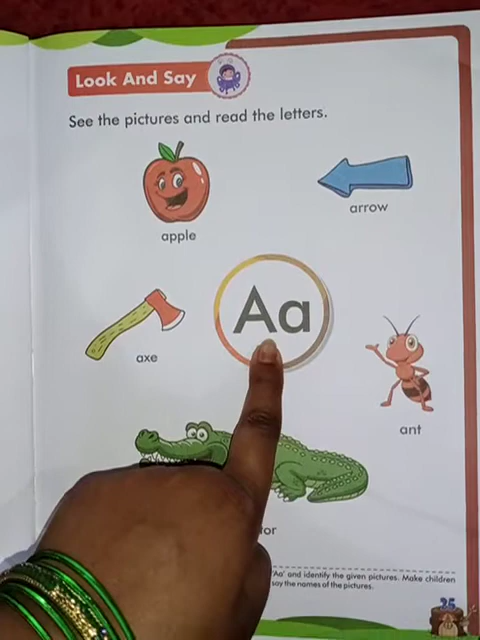 Look And Say
See the pictures and read the letters.
apple
arrow
Aa
axe
ant
'Aa' and identify the given pictures. Make children
say the names of the pictures.
25